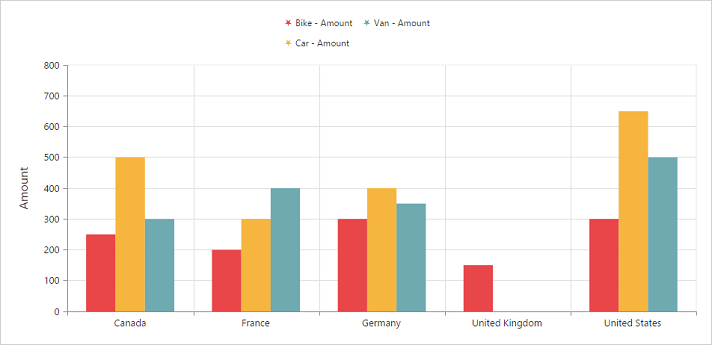 Bike - Amount Van - Amount
Car - Amount
800
700
600
500
400
300
200
100
0
Amount
Canada France Germany United Kingdom United States